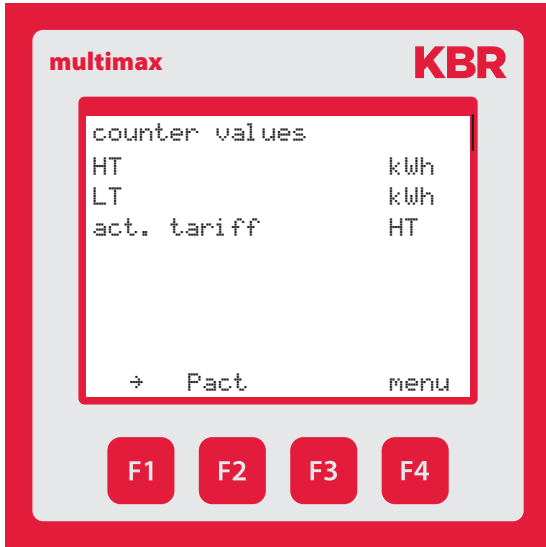 multimax KBR
counter values
HT kWh
LT kWh
act. tariff HT
→ Pact menu
F1 F2 F3 F4